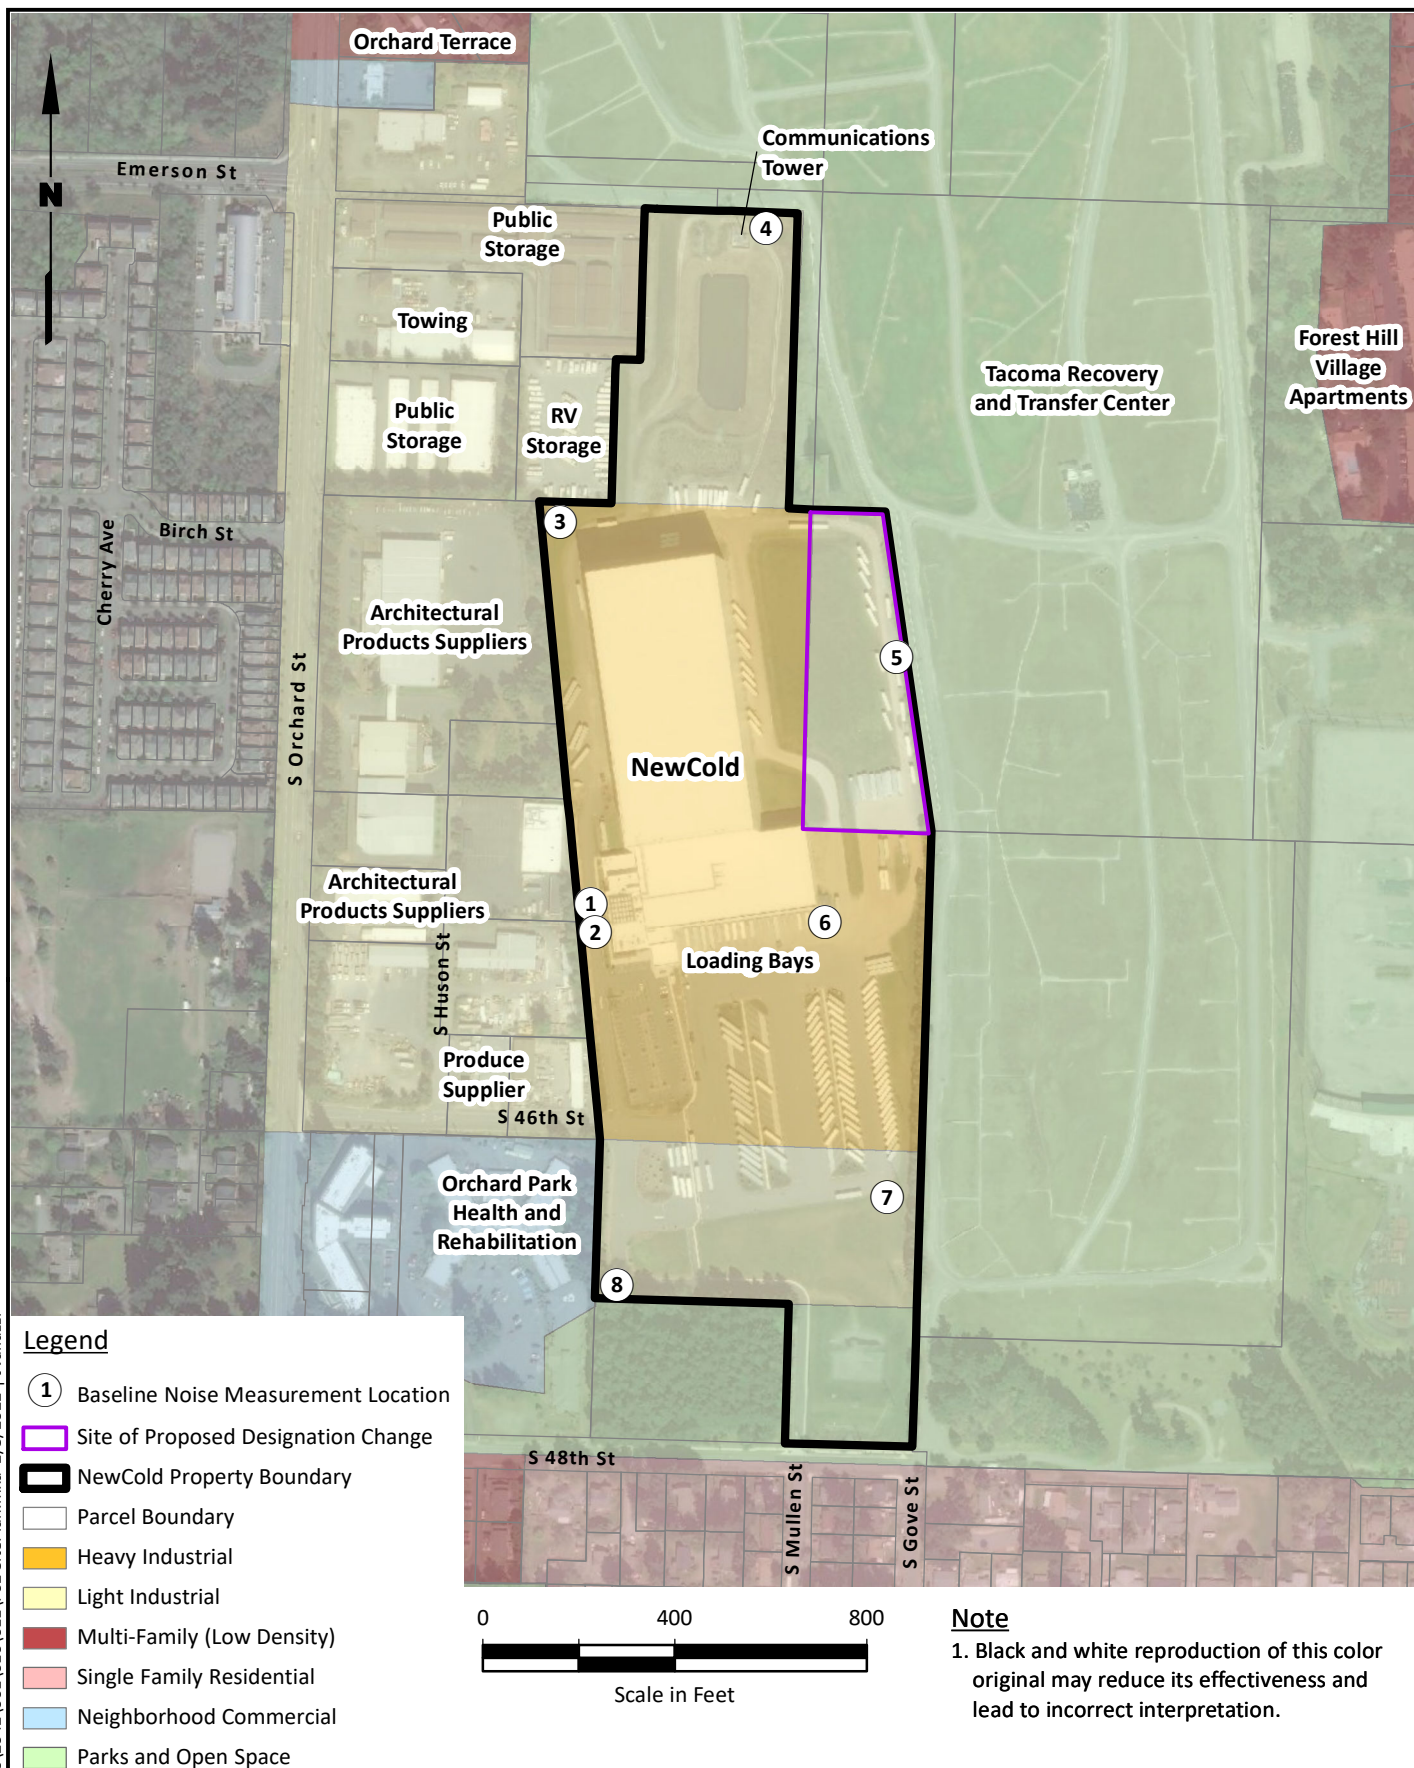 Orchard Terrace
Communications
Tower
Emerson St
N
Public
Storage
4
Towing
Forest Hill
Village
Apartments
Tacoma Recovery
and Transfer Center
Public
Storage
RV
Storage
3
Birch St
Cherry Ave
Architectural
Products Suppliers
5
S Orchard St
NewCold
Architectural
Products Suppliers
1
2
6
Loading Bays
S Huson St
Produce
Supplier
S 46th St
Orchard Park
Health and
Rehabilitation
7
8
S 48th St
S Mullen St
S Gove St
Legend
1 Baseline Noise Measurement Location
Site of Proposed Designation Change
NewCold Property Boundary
Parcel Boundary
Heavy Industrial
Light Industrial
Multi-Family (Low Density)
Single Family Residential
Neighborhood Commercial
Parks and Open Space
0 400 800
Scale in Feet
Note
1. Black and white reproduction of this color
original may reduce its effectiveness and
lead to incorrect interpretation.